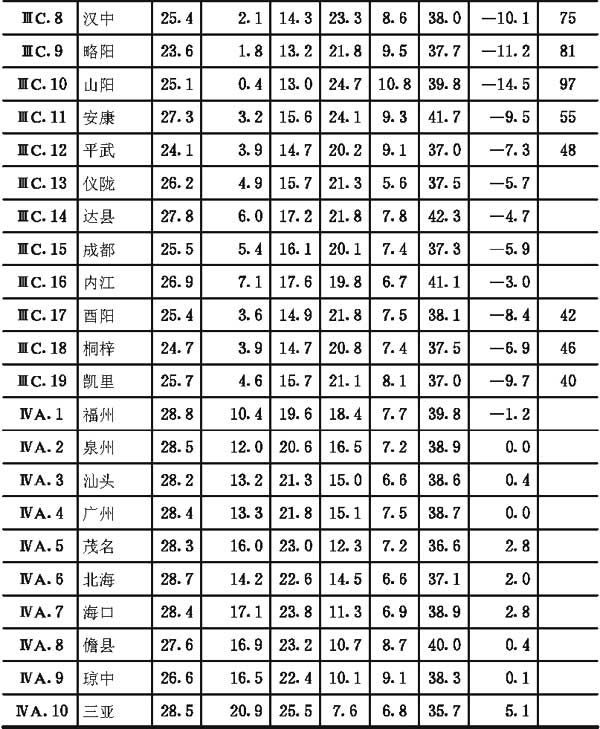 ⅢC.8 汉中 25.4 2.1 14.3 23.3 8.6 38.0 −10.1 75
ⅢC.9 略阳 23.6 1.8 13.2 21.8 9.5 37.7 −11.2 81
ⅢC.10 山阳 25.1 0.4 13.0 24.7 10.8 39.8 −14.5 97
ⅢC.11 安康 27.3 3.2 15.6 24.1 9.3 41.7 −9.5 55
ⅢC.12 平武 24.1 3.9 14.7 20.2 9.1 37.0 −7.3 48
ⅢC.13 仪陇 26.2 4.9 15.7 21.3 5.6 37.5 −5.7
ⅢC.14 达县 27.8 6.0 17.2 21.8 7.8 42.3 −4.7
ⅢC.15 成都 25.5 5.4 16.1 20.1 7.4 37.3 −5.9
ⅢC.16 内江 26.9 7.1 17.6 19.8 6.7 41.1 −3.0
ⅢC.17 酉阳 25.4 3.6 14.9 21.8 7.5 38.1 −8.4 42
ⅢC.18 桐梓 24.7 3.9 14.7 20.8 7.4 37.5 −6.9 46
ⅢC.19 凯里 25.7 4.6 15.7 21.1 8.1 37.0 −9.7 40
ⅣA.1 福州 28.8 10.4 19.6 18.4 7.7 39.8 −1.2
ⅣA.2 泉州 28.5 12.0 20.6 16.5 7.2 38.9 0.0
ⅣA.3 汕头 28.2 13.2 21.3 15.0 6.6 38.6 0.4
ⅣA.4 广州 28.4 13.3 21.8 15.1 7.5 38.7 0.0
ⅣA.5 茂名 28.3 16.0 23.0 12.3 7.2 36.6 2.8
ⅣA.6 北海 28.7 14.2 22.6 14.5 6.6 37.1 2.0
ⅣA.7 海口 28.4 17.1 23.8 11.3 6.9 38.9 2.8
ⅣA.8 儋县 27.6 16.9 23.2 10.7 8.7 40.0 0.4
ⅣA.9 琼中 26.6 16.5 22.4 10.1 9.1 38.3 0.1
ⅣA.10 三亚 28.5 20.9 25.5 7.6 6.8 35.7 5.1